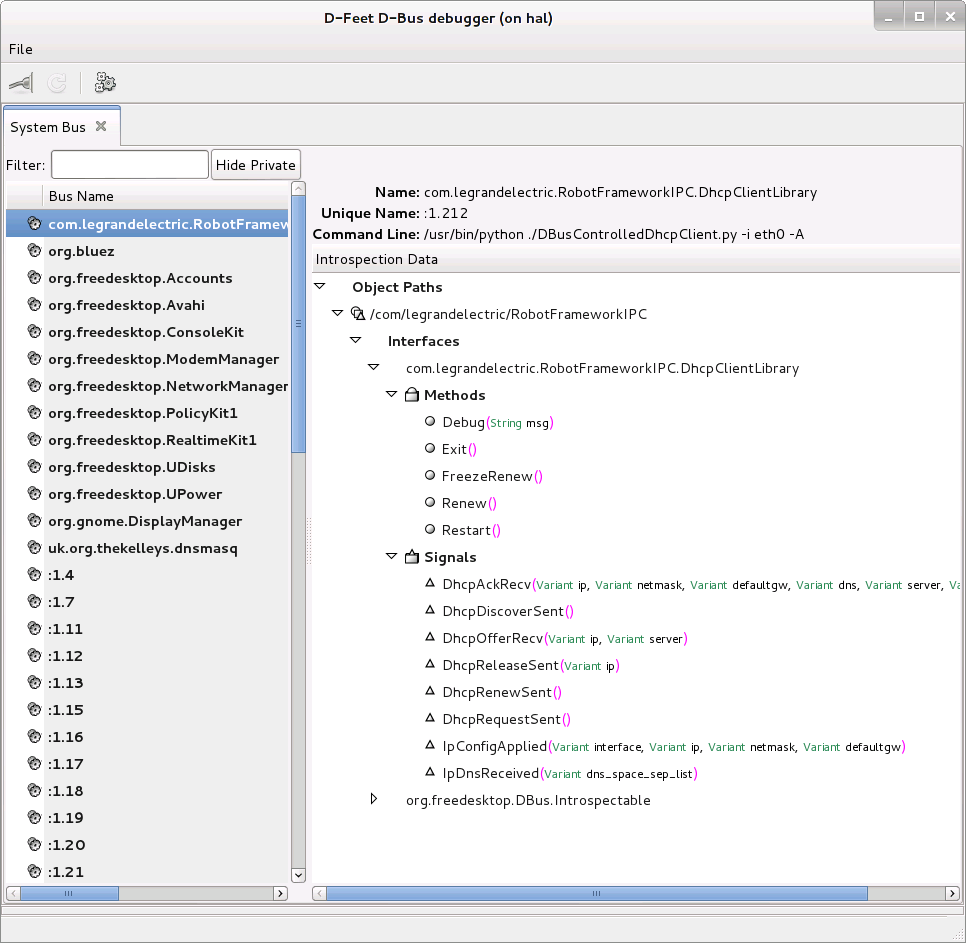 D-Feet D-Bus debugger (on hal)
File
System Bus
Filter:
Hide Private
Bus Name
com.legrandelectric.RobotFramew
org.bluez
org.freedesktop.Accounts
org.freedesktop.Avahi
org.freedesktop.ConsoleKit
org.freedesktop.ModemManager
org.freedesktop.NetworkManager
org.freedesktop.PolicyKit1
org.freedesktop.RealtimeKit1
org.freedesktop.UDisks
org.freedesktop.UPower
org.gnome.DisplayManager
uk.org.thekelleys.dnsmasq
:1.4
:1.7
:1.11
:1.12
:1.13
:1.15
:1.16
:1.17
:1.18
:1.19
:1.20
:1.21
Name: com.legrandelectric.RobotFrameworkIPC.DhcpClientLibrary
Unique Name: :1.212
Command Line: /usr/bin/python ./DBusControlledDhcpClient.py -i eth0 -A
Introspection Data
Object Paths
/com/legrandelectric/RobotFrameworkIPC
Interfaces
com.legrandelectric.RobotFrameworkIPC.DhcpClientLibrary
Methods
Debug(String msg)
Exit()
FreezeRenew()
Renew()
Restart()
Signals
DhcpAckRecv(Variant ip, Variant netmask, Variant defaultgw, Variant dns, Variant server, Va
DhcpDiscoverSent()
DhcpOfferRecv(Variant ip, Variant server)
DhcpReleaseSent(Variant ip)
DhcpRenewSent()
DhcpRequestSent()
IpConfigApplied(Variant interface, Variant ip, Variant netmask, Variant defaultgw)
IpDnsReceived(Variant dns_space_sep_list)
org.freedesktop.DBus.Introspectable